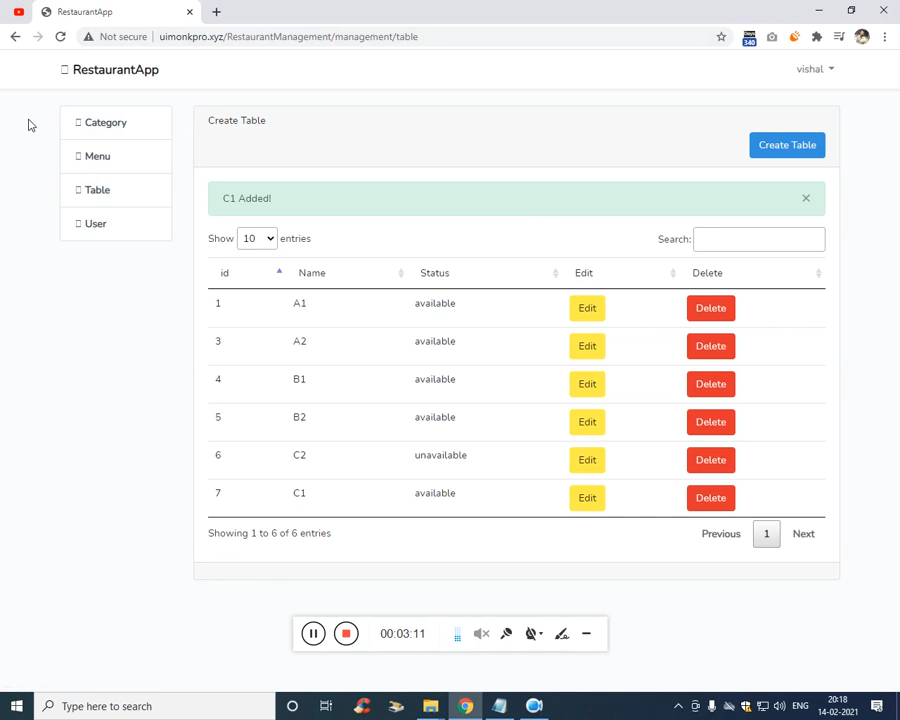 RestaurantApp
Not secure | uimonkpro.xyz/RestaurantManagement/management/table
340
RestaurantApp
vishal
Category
Menu
Table
User
Create Table
Create Table
C1 Added!
Show 10 entries
Search:
id Name Status Edit Delete
1 A1 available Edit Delete
3 A2 available Edit Delete
4 B1 available Edit Delete
5 B2 available Edit Delete
6 C2 unavailable Edit Delete
7 C1 available Edit Delete
Showing 1 to 6 of 6 entries
Previous 1 Next
00:03:11
Type here to search
ENG
20:18
14-02-2021